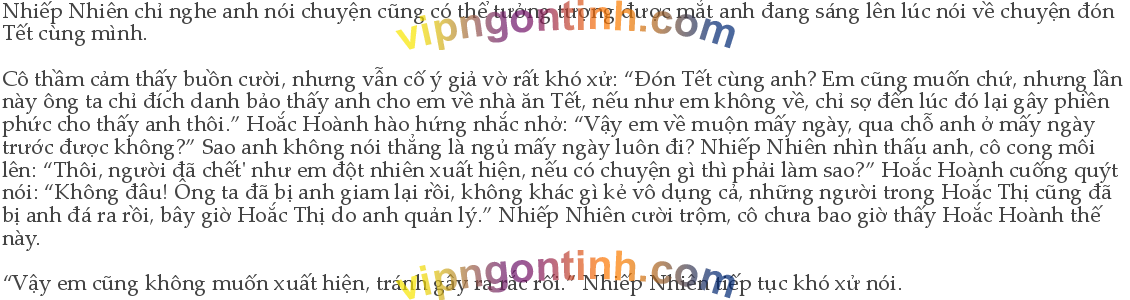 Nhiếp Nhiên chỉ nghe anh nói chuyện cũng có thể tưởng tượng được mắt anh đang sáng lên lúc nói về chuyện đón
Tết cùng mình.
Cô thầm cảm thấy buồn cười, nhưng vẫn cố ý giả vờ rất khó xử: “Đón Tết cùng anh? Em cũng muốn chứ, nhưng lần
này ông ta chỉ đích danh bảo thấy anh cho em về nhà ăn Tết, nếu như em không về, chỉ sợ đến lúc đó lại gây phiền
phức cho thấy anh thôi.” Hoắc Hoành hào hứng nhắc nhở: “Vậy em về muộn mấy ngày, qua chỗ anh ở mấy ngày
trước được không?” Sao anh không nói thẳng là ngủ mấy ngày luôn đi? Nhiếp Nhiên nhìn thấu anh, cô cong môi
lên: “Thôi, người đã chết' như em đột nhiên xuất hiện, nếu có chuyện gì thì phải làm sao?” Hoắc Hoành cuống quýt
nói: “Không đâu! Ông ta đã bị anh giam lại rồi, không khác gì kẻ vô dụng cả, những người trong Hoắc Thị cũng đã
bị anh đá ra rồi, bây giờ Hoắc Thị do anh quản lý.” Nhiếp Nhiên cười trộm, cô chưa bao giờ thấy Hoắc Hoành thế
này.
“Vậy em cũng không muốn xuất hiện, tránh gây ra rắc rối.” Nhiếp Nhiên tiếp tục khó xử nói.
vipngontinh.com
vipngontinh.com